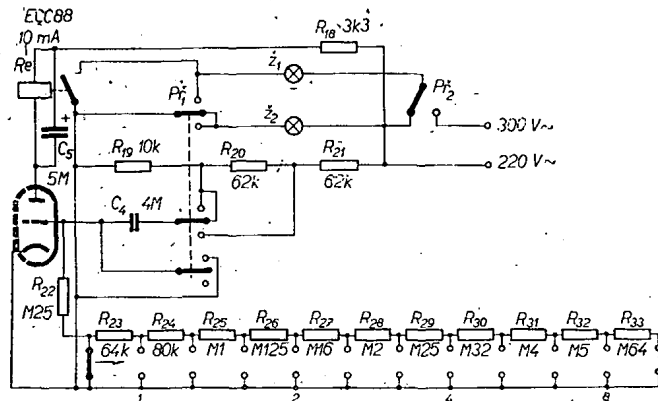 ECC88
10 mA
Re
R18 3k3
ž1
Př1
ž2
Př2
300 V~
220 V~
C5
5M
R19 10k
R20
62k
R21
62k
C4 4M
R22
M25
R23 R24 R25 R26 R27 R28 R29 R30 R31 R32 R33
64k 80k M1 M125 M16 M2 M25 M32 M4 M5 M64
1 2 4 8